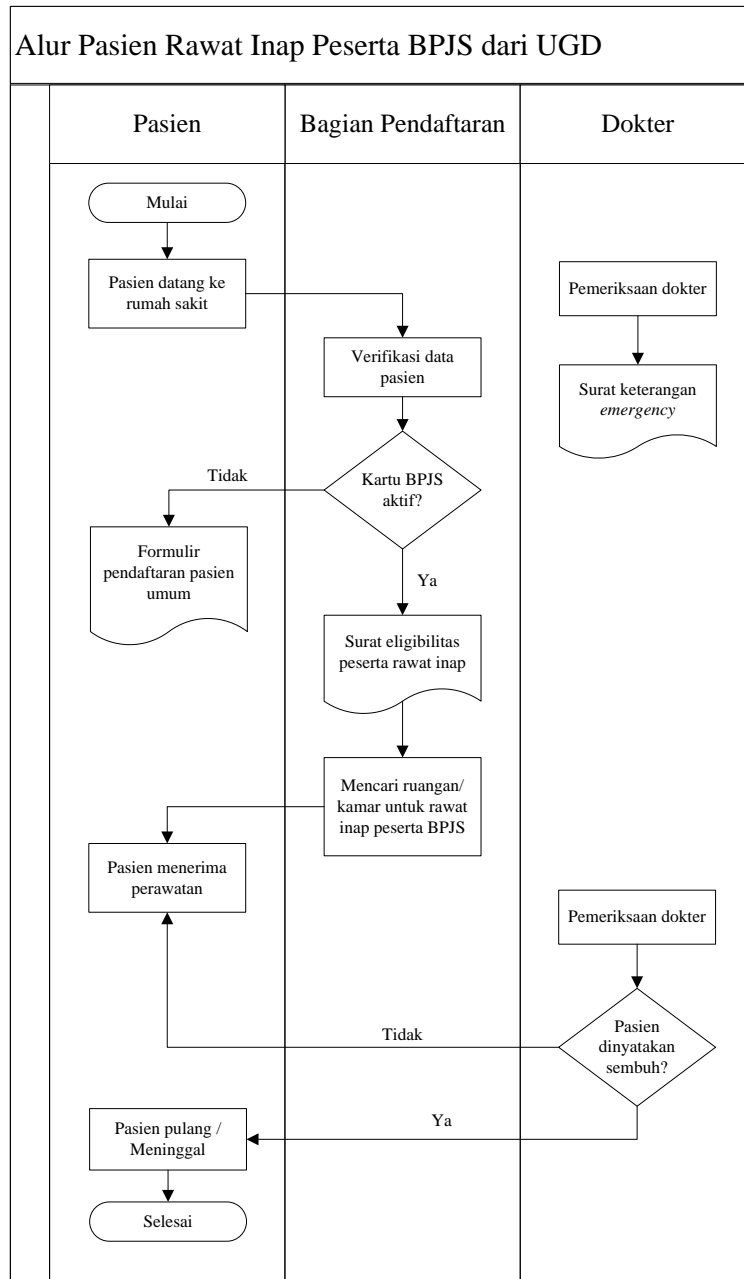 Alur Pasien Rawat Inap Peserta BPJS dari UGD
Pasien
Bagian Pendaftaran
Dokter
Mulai
Pasien datang ke
rumah sakit
Pemeriksaan dokter
Verifikasi data
pasien
Surat keterangan
emergency
Kartu BPJS
aktif?
Tidak
Formulir
pendaftaran pasien
umum
Ya
Surat eligibilitas
peserta rawat inap
Mencari ruangan/
kamar untuk rawat
inap peserta BPJS
Pasien menerima
perawatan
Pemeriksaan dokter
Pasien
dinyatakan
sembuh?
Tidak
Ya
Pasien pulang /
Meninggal
Selesai